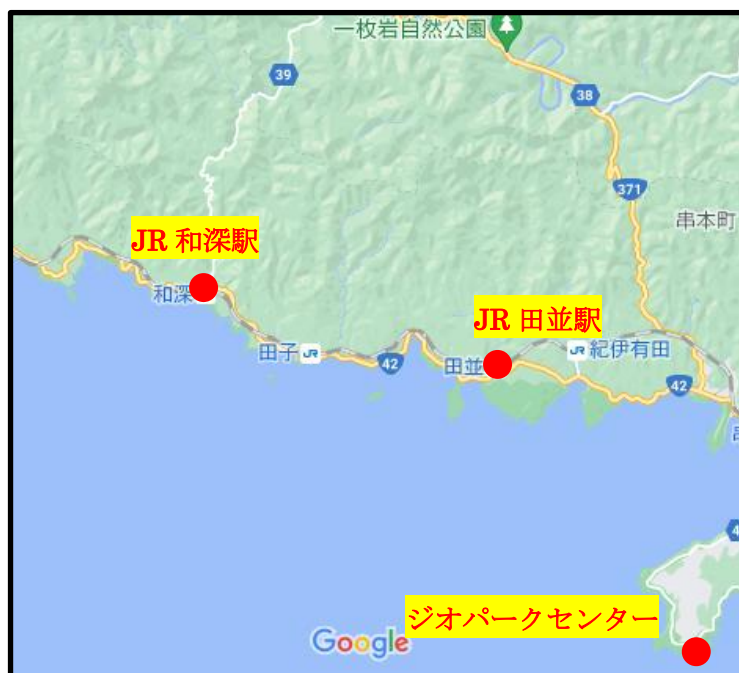 一枚岩自然公園
39
38
371
串本町
JR 和深駅
和深
JR 田並駅
田子 JR
42
田並
JR 紀伊有田
42
ジオパークセンター
Google